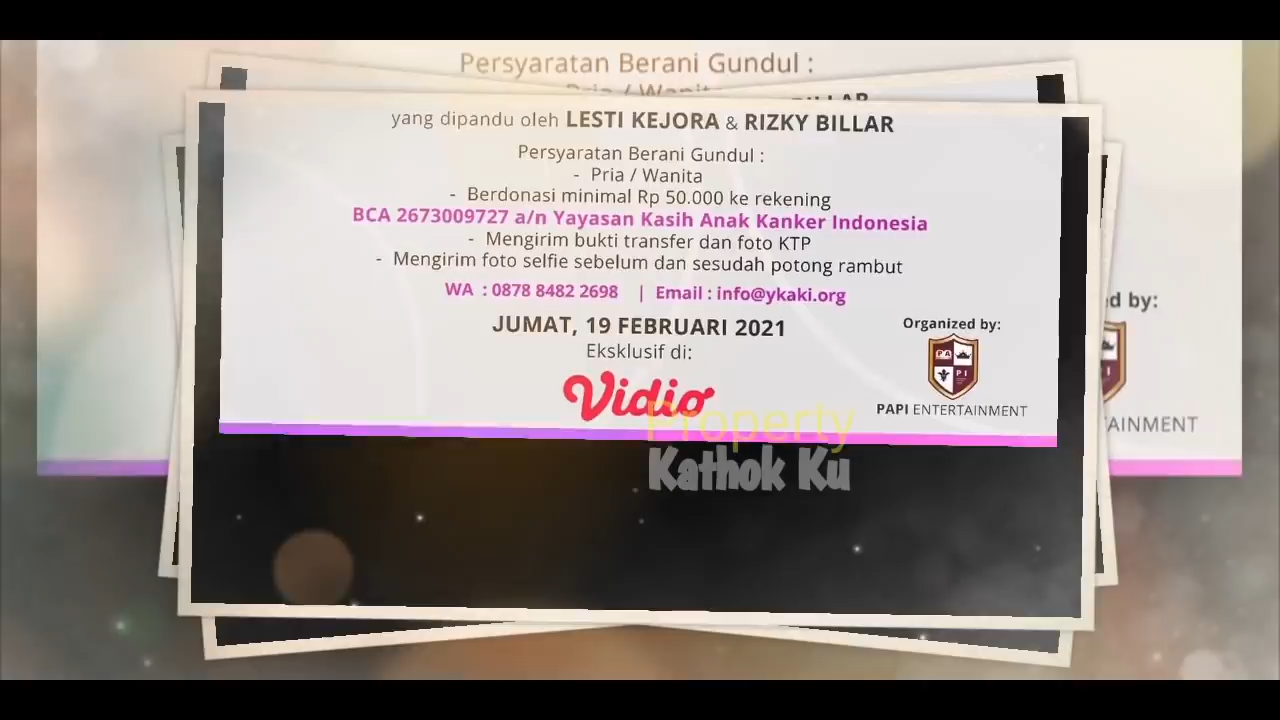 Persyaratan Berani Gundul :
yang dipandu oleh LESTI KEJORA & RIZKY BILLAR
Persyaratan Berani Gundul :
- Pria / Wanita
- Berdonasi minimal Rp 50.000 ke rekening
BCA 2673009727 a/n Yayasan Kasih Anak Kanker Indonesia
- Mengirim bukti transfer dan foto KTP
- Mengirim foto selfie sebelum dan sesudah potong rambut
WA : 0878 8482 2698 | Email : info@ykaki.org
JUMAT, 19 FEBRUARI 2021
Eksklusif di:
Vidio
Organized by:
PAPI
PAPI ENTERTAINMENT
Property
Kathok Ku